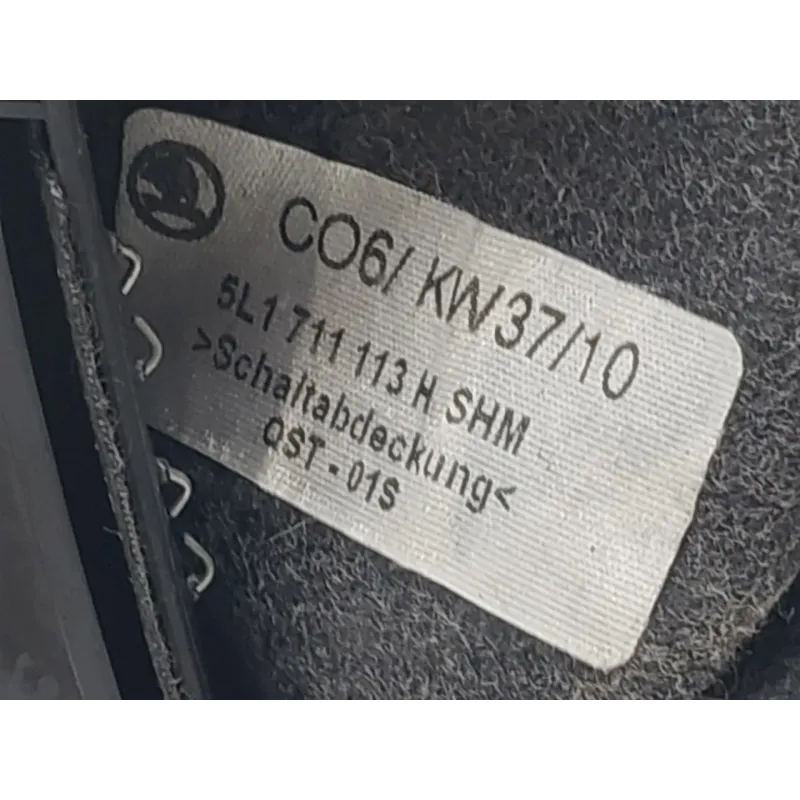 CO6/ KW37/10
5L1 711 113 H SHM
>Schaltabdeckung<
QST - 01S